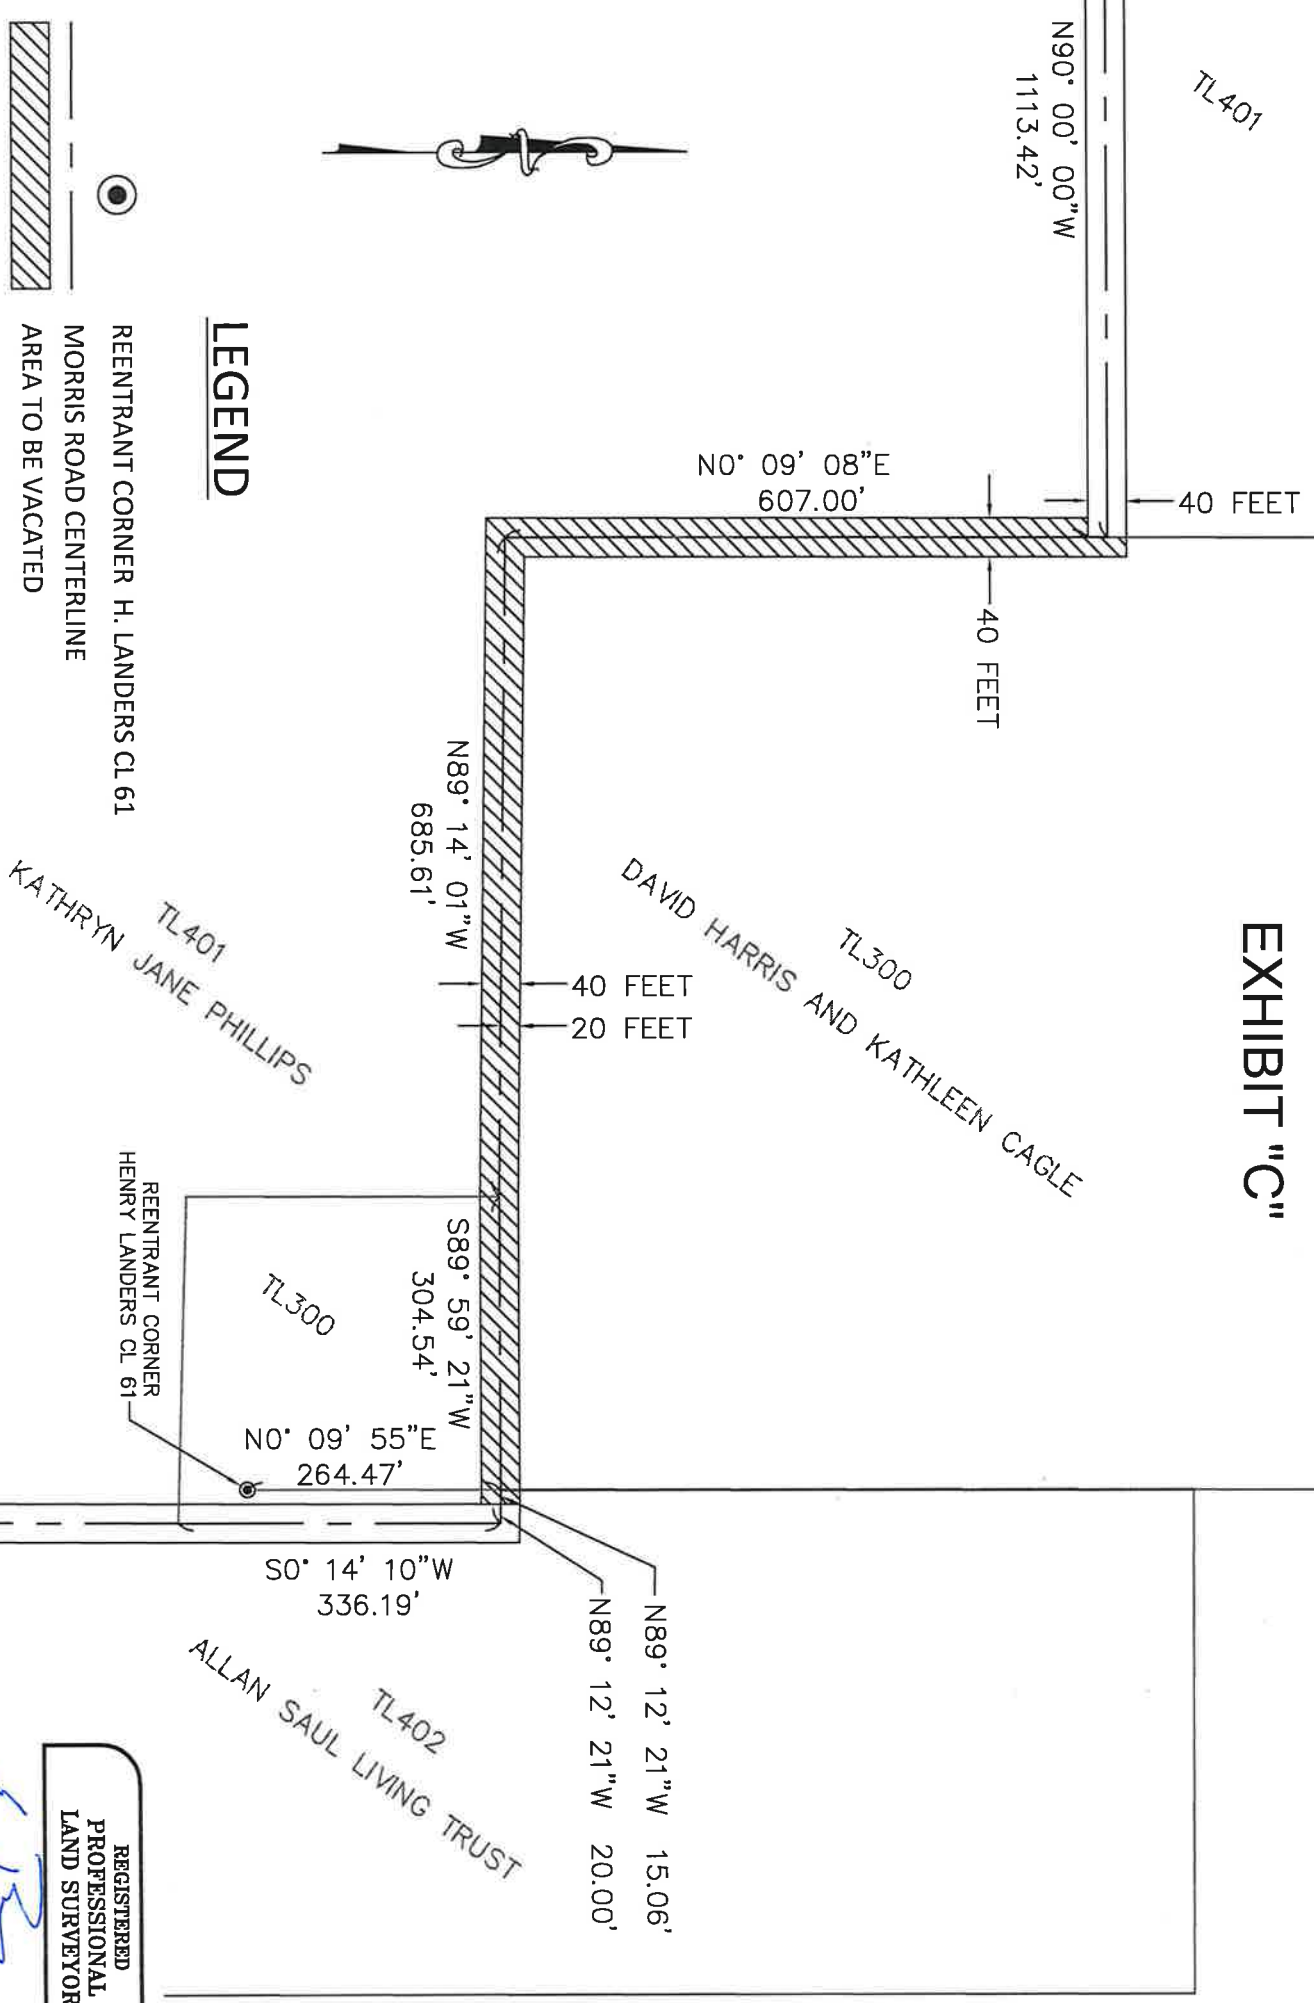 EXHIBIT "C"
TL401
N90° 00' 00"W
1113.42'
40 FEET
N0° 09' 08"E
607.00'
40 FEET
TL300
DAVID HARRIS AND KATHLEEN CAGLE
N89° 14' 01"W
685.61'
40 FEET
20 FEET
TL401
KATHRYN JANE PHILLIPS
S89° 59' 21"W
304.54'
TL300
REENTRANT CORNER
HENRY LANDERS CL 61
N0° 09' 55"E
264.47'
N89° 12' 21"W 15.06'
N89° 12' 21"W 20.00'
S0° 14' 10"W
336.19'
TL402
ALLAN SAUL LIVING TRUST
LEGEND
REENTRANT CORNER H. LANDERS CL 61
MORRIS ROAD CENTERLINE
AREA TO BE VACATED
REGISTERED
PROFESSIONAL
LAND SURVEYOR